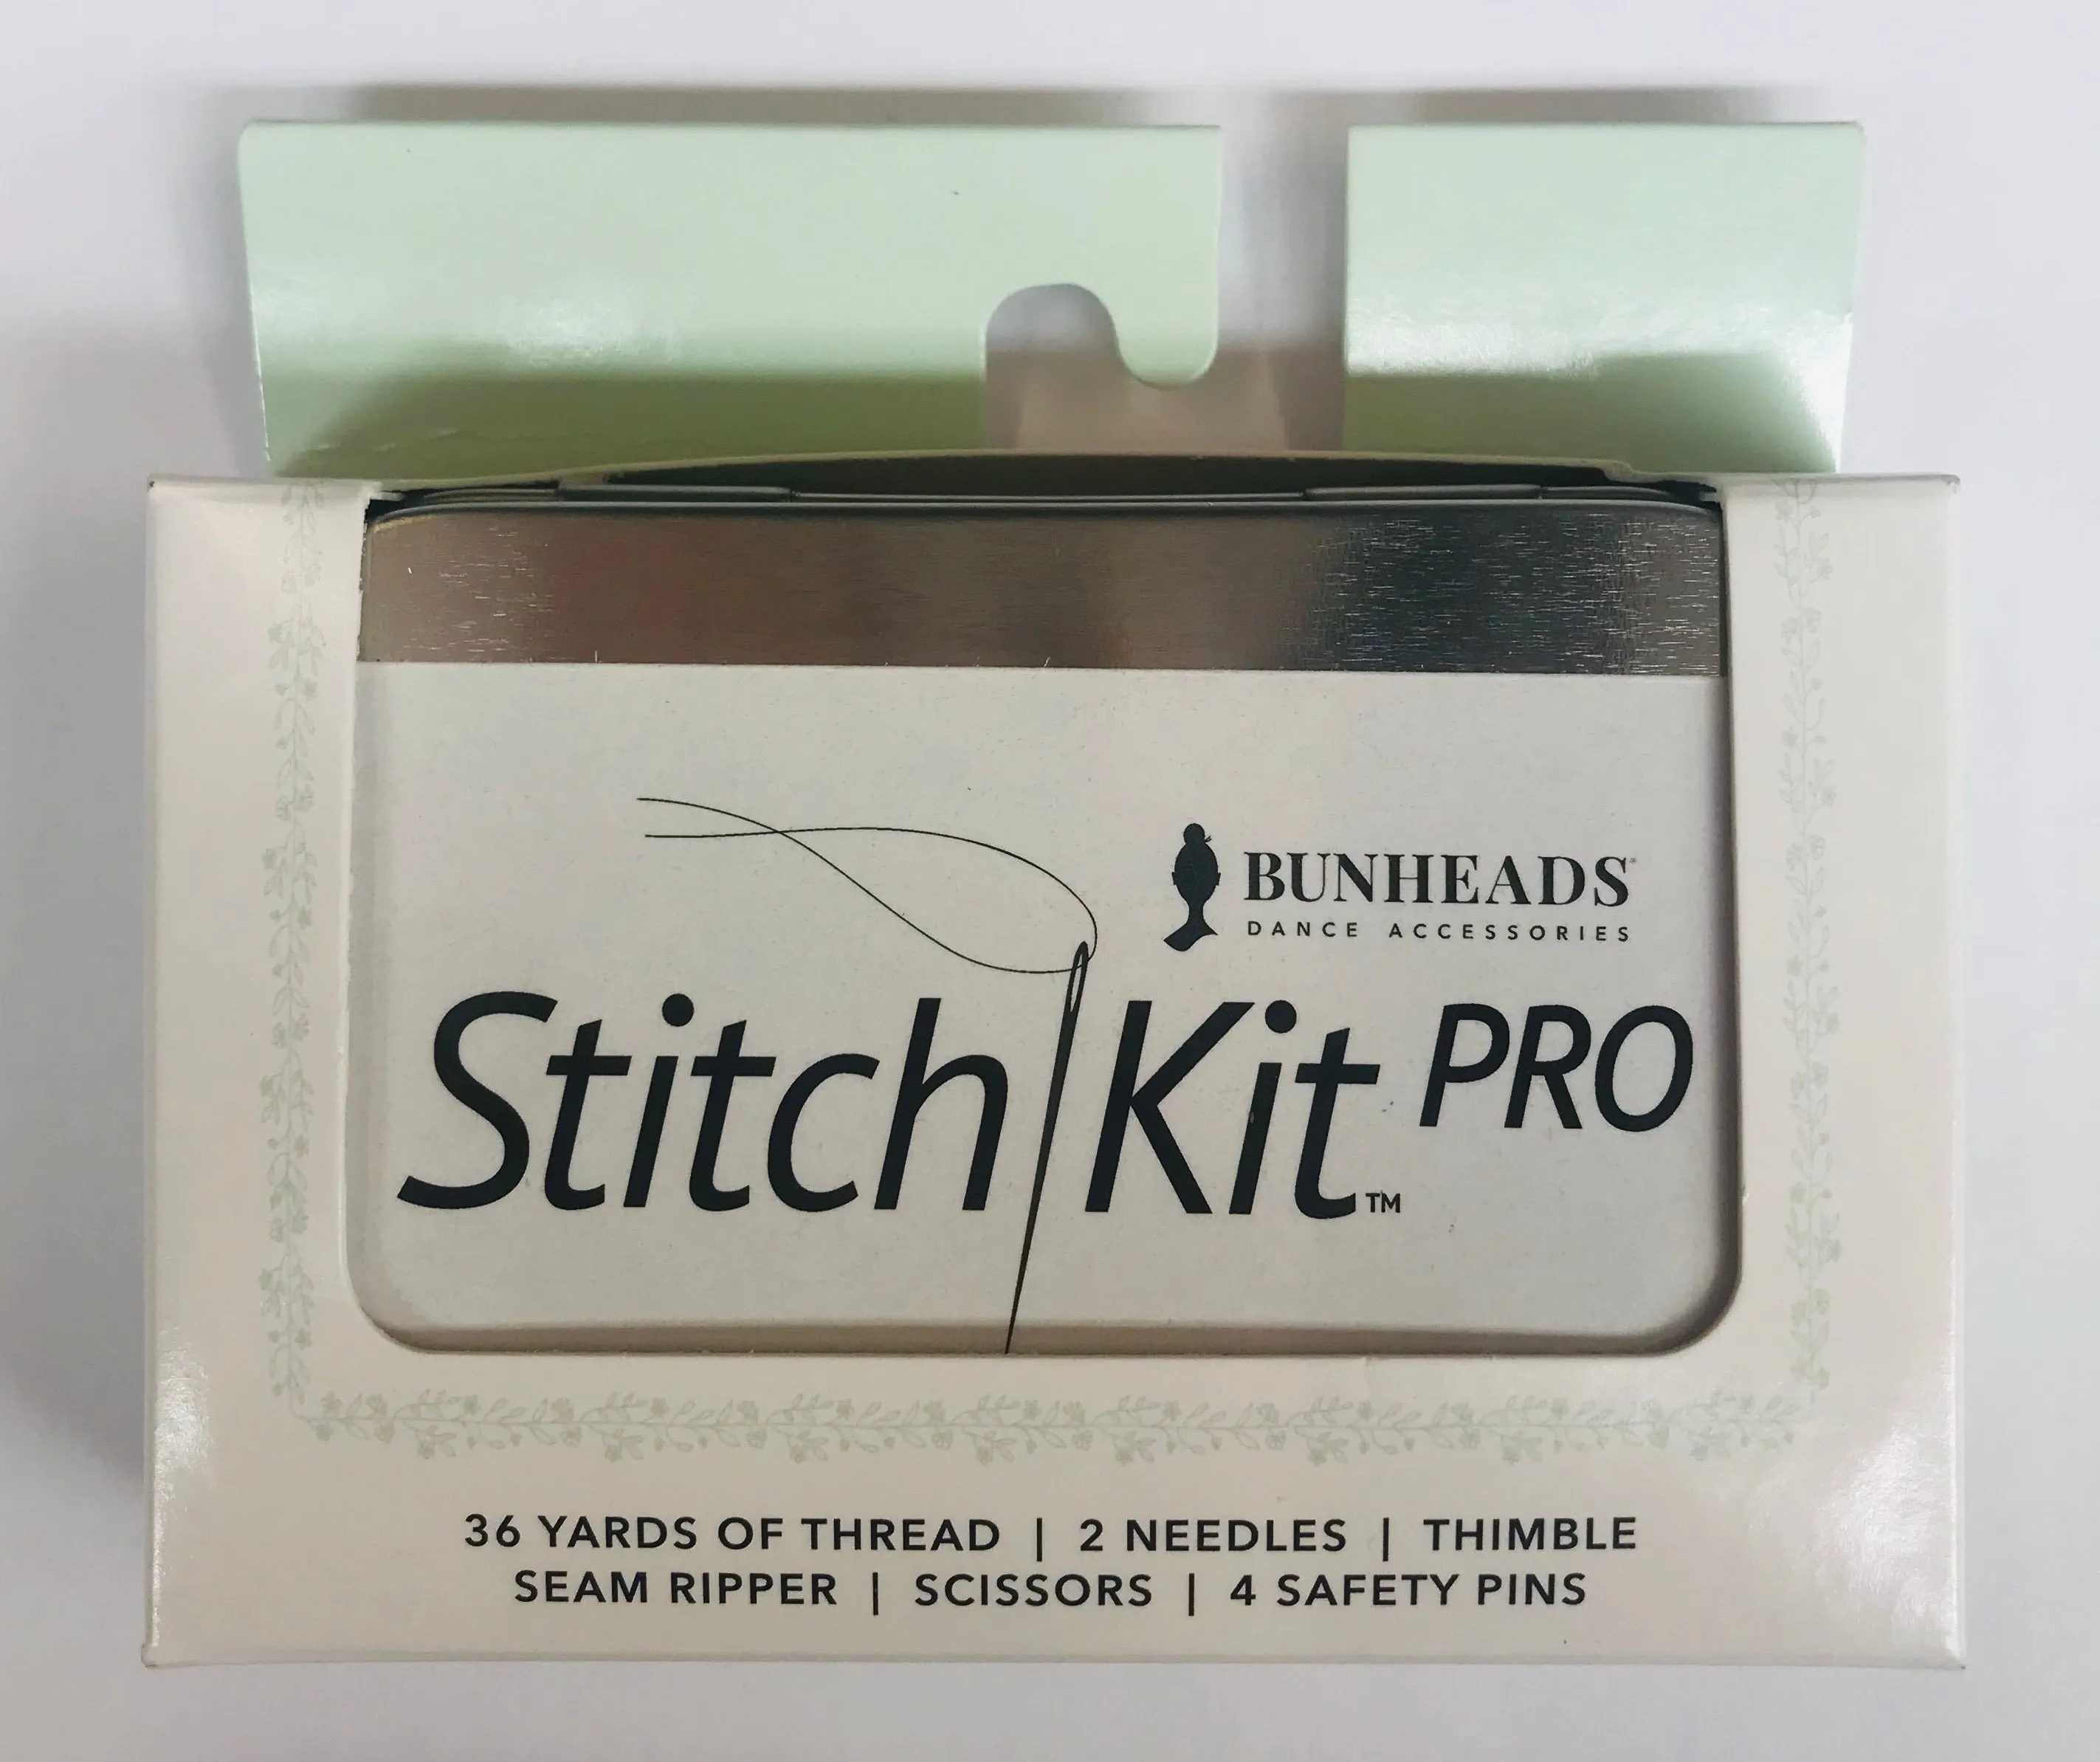 BUNHEADS®
DANCE ACCESSORIES
Stitch Kit PRO
™
36 YARDS OF THREAD | 2 NEEDLES | THIMBLE
SEAM RIPPER | SCISSORS | 4 SAFETY PINS